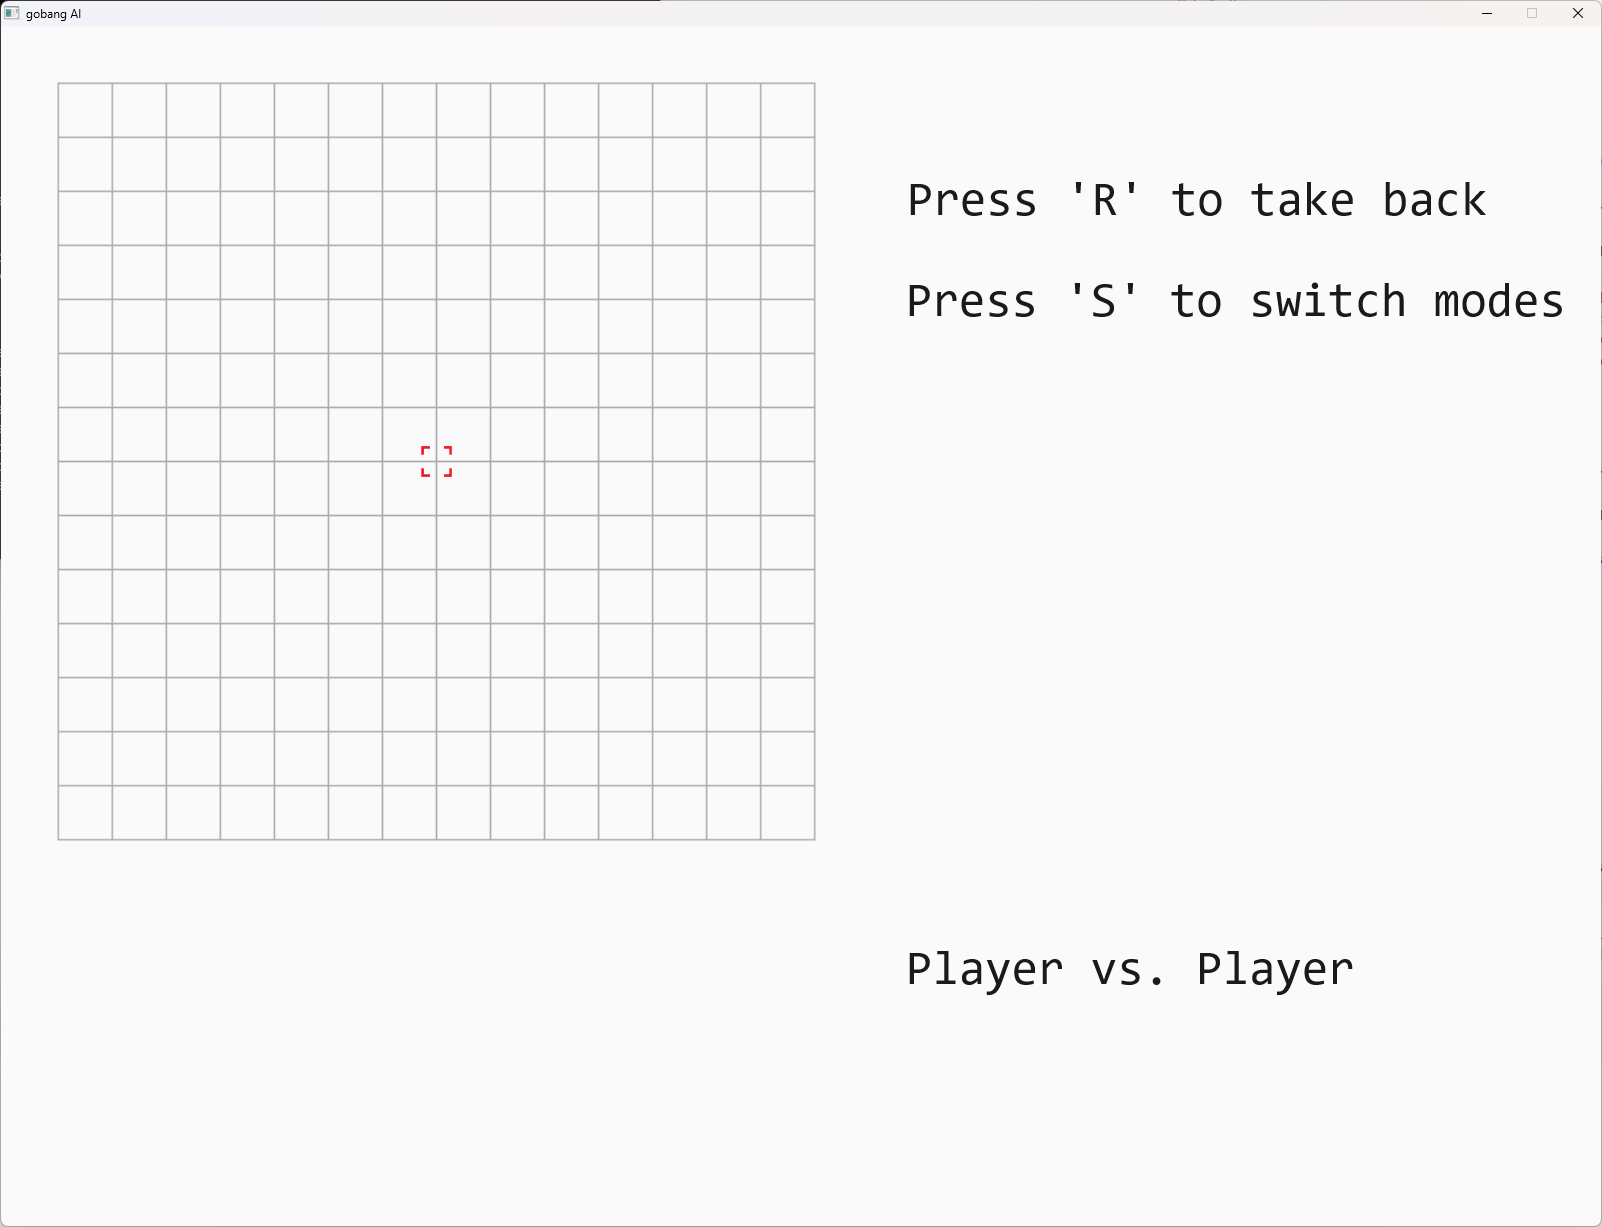 gobang AI
Press 'R' to take back
Press 'S' to switch modes
Player vs. Player